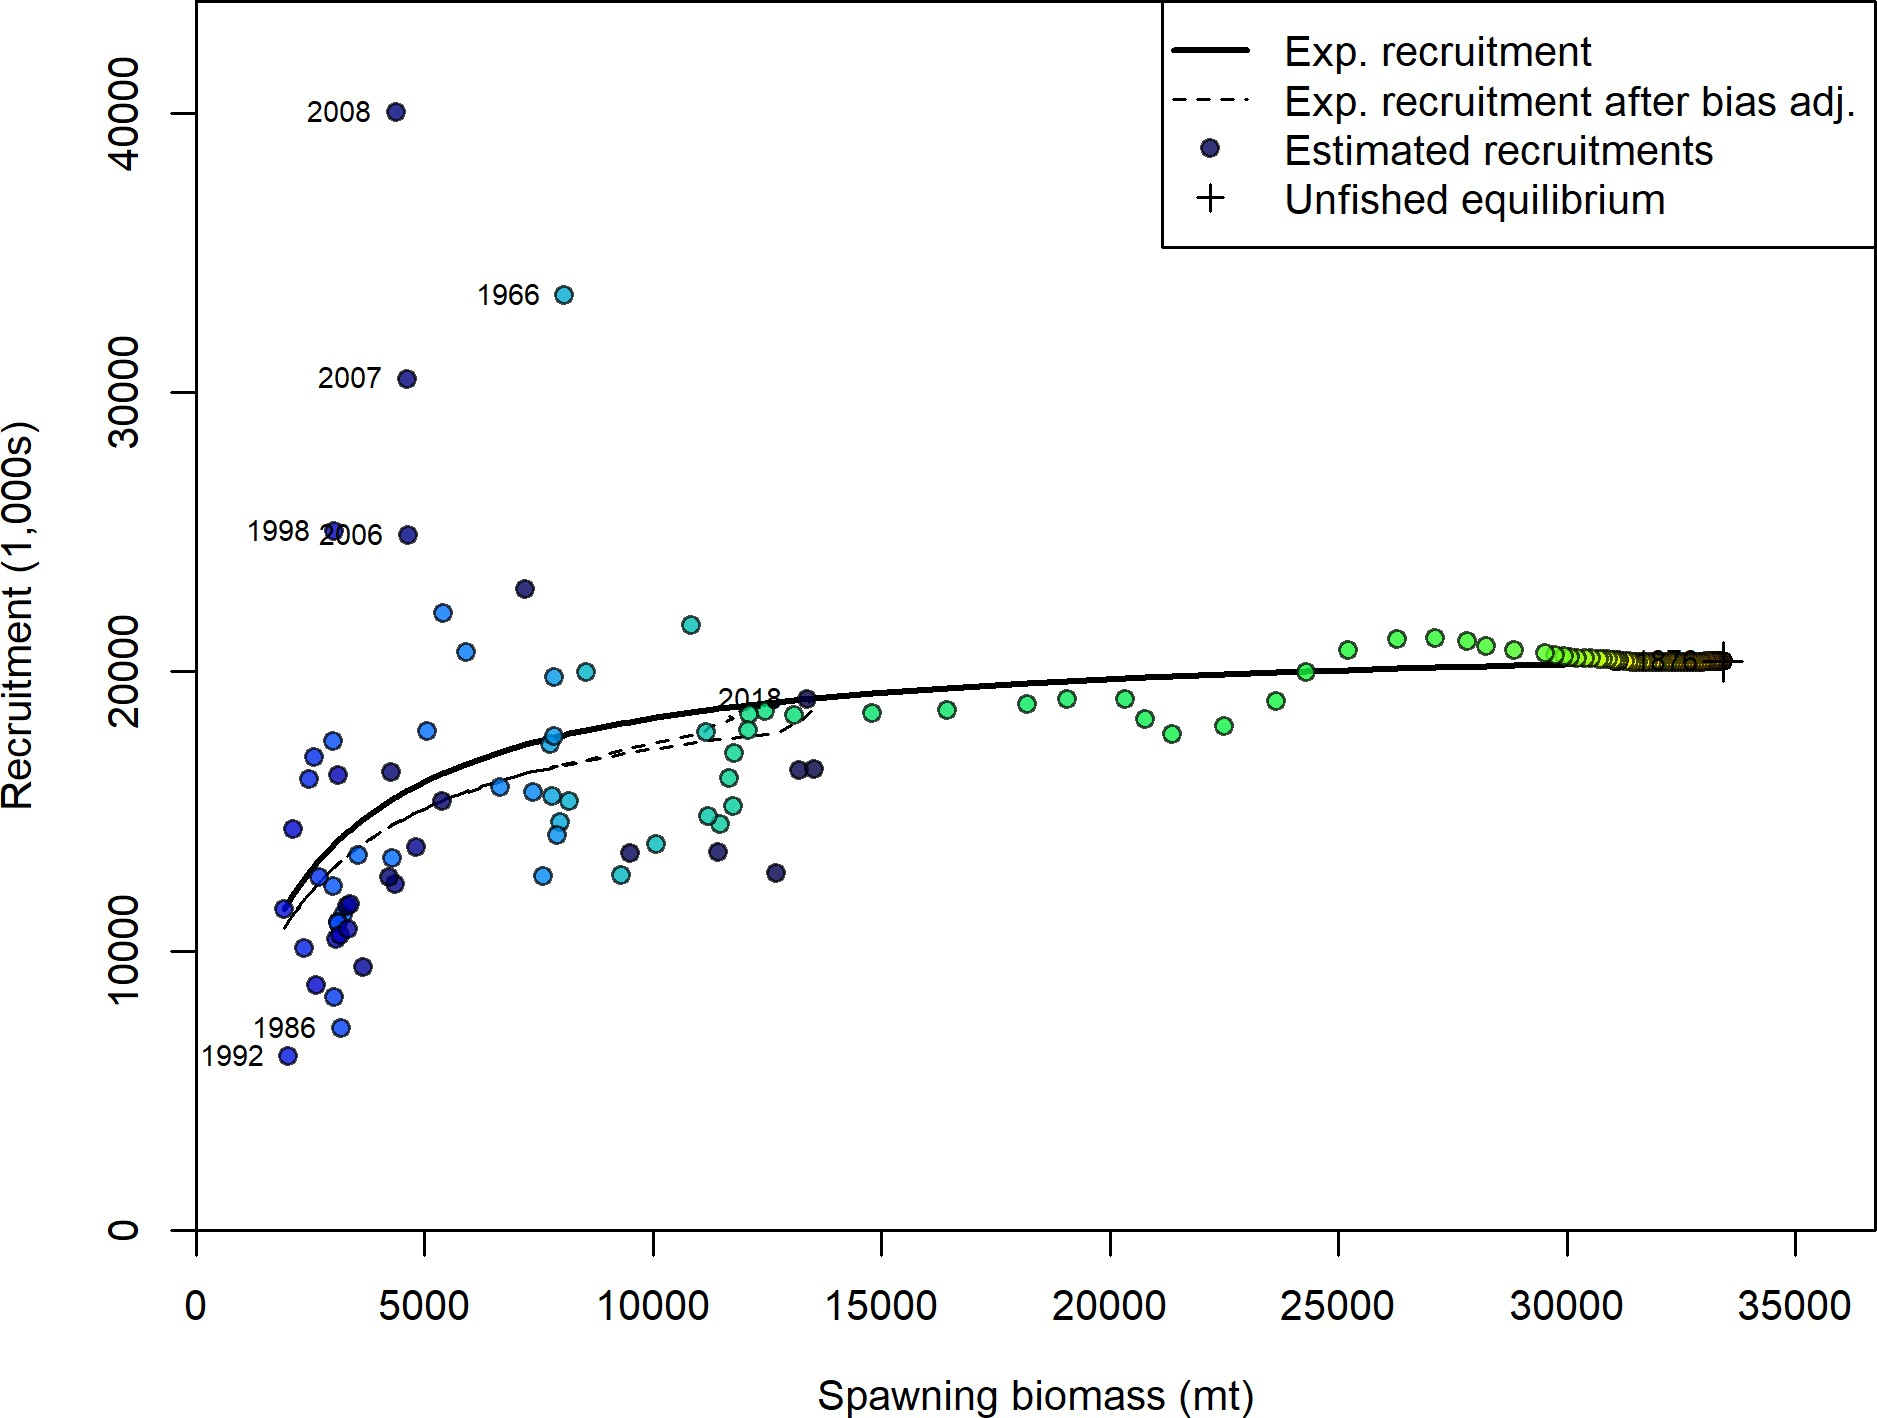 Exp. recruitment
Exp. recruitment after bias adj.
Estimated recruitments
Unfished equilibrium
Recruitment (1,000s)
40000
30000
20000
10000
0
2008
1966
2007
1998
2006
2018
1876
1986
1992
0 5000 10000 15000 20000 25000 30000 35000
Spawning biomass (mt)